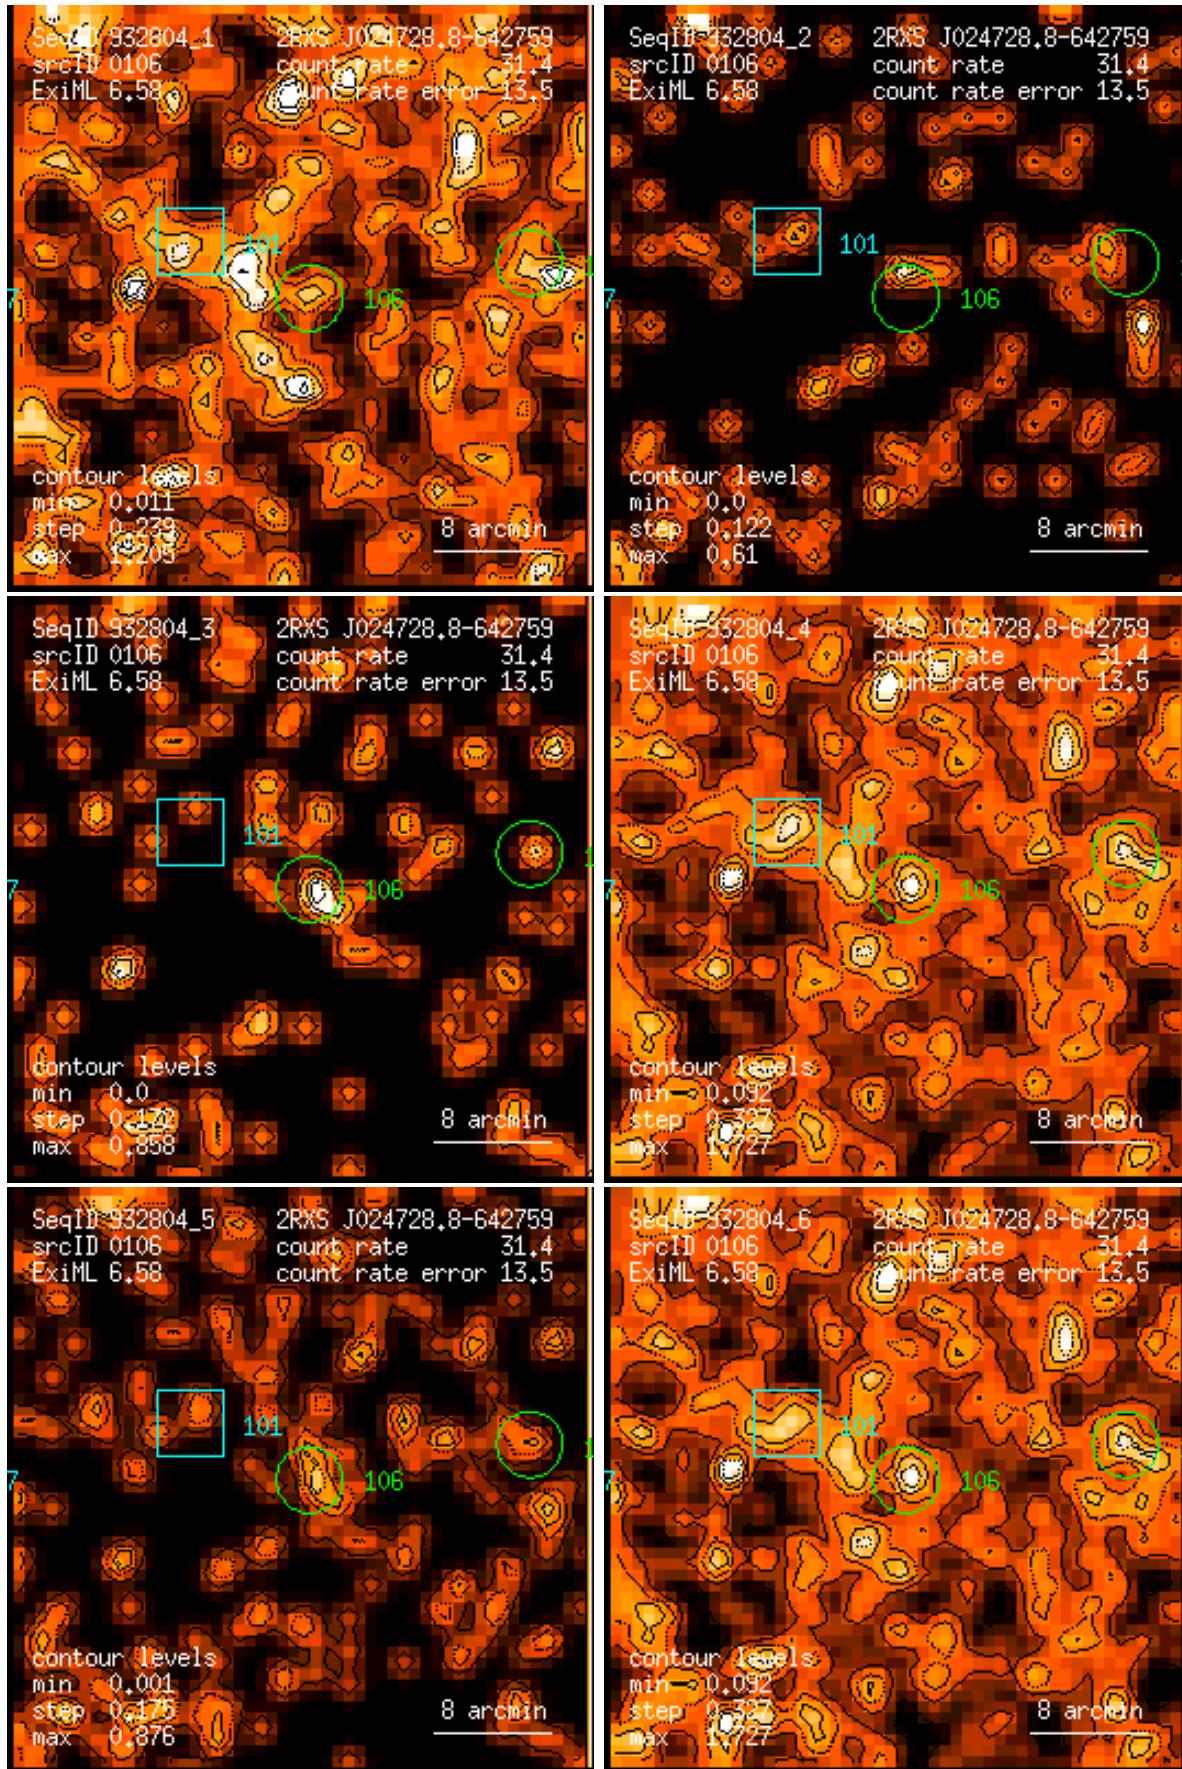 SeqID 932804_1 2RXS J024728.8-642759
srcID 0106 count rate 31.4
ExiML 6.58 count rate error 13.5
101
106
1
7
contour levels
min 0.011
step 0.239
max 1.205
8 arcmin
SeqID 932804_2 2RXS J024728.8-642759
srcID 0106 count rate 31.4
ExiML 6.58 count rate error 13.5
101
106
7
contour levels
min 0.0
step 0.122
max 0.61
8 arcmin
SeqID 932804_3 2RXS J024728.8-642759
srcID 0106 count rate 31.4
ExiML 6.58 count rate error 13.5
101
1
106
7
contour levels
min 0.0
step 0.172
max 0.858
8 arcmin
SeqID 932804_4 2RXS J024728.8-642759
srcID 0106 count rate 31.4
ExiML 6.58 count rate error 13.5
101
106
7
contour levels
min 0.092
step 0.327
max 1.727
8 arcmin
SeqID 932804_5 2RXS J024728.8-642759
srcID 0106 count rate 31.4
ExiML 6.58 count rate error 13.5
101
1
106
7
contour levels
min 0.001
step 0.175
max 0.876
8 arcmin
SeqID 932804_6 2RXS J024728.8-642759
srcID 0106 count rate 31.4
ExiML 6.58 count rate error 13.5
101
106
7
contour levels
min 0.092
step 0.327
max 1.727
8 arcmin